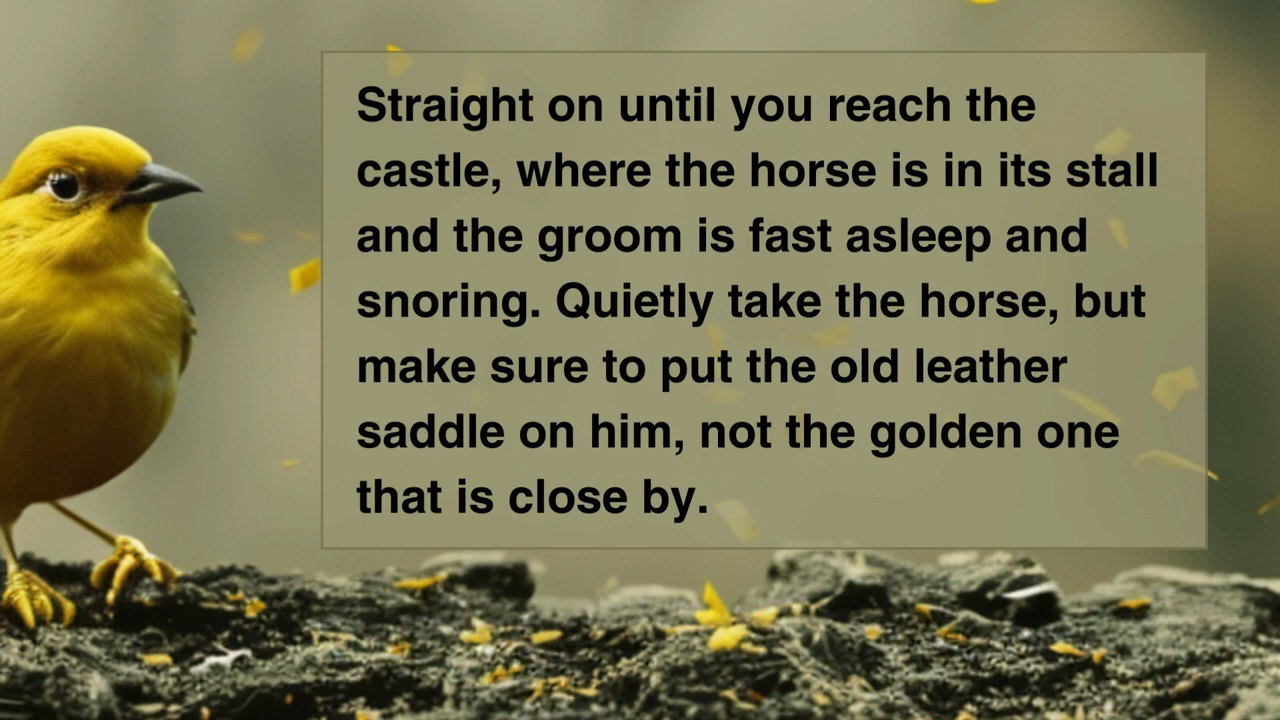 Straight on until you reach the
castle, where the horse is in its stall
and the groom is fast asleep and
snoring. Quietly take the horse, but
make sure to put the old leather
saddle on him, not the golden one
that is close by.